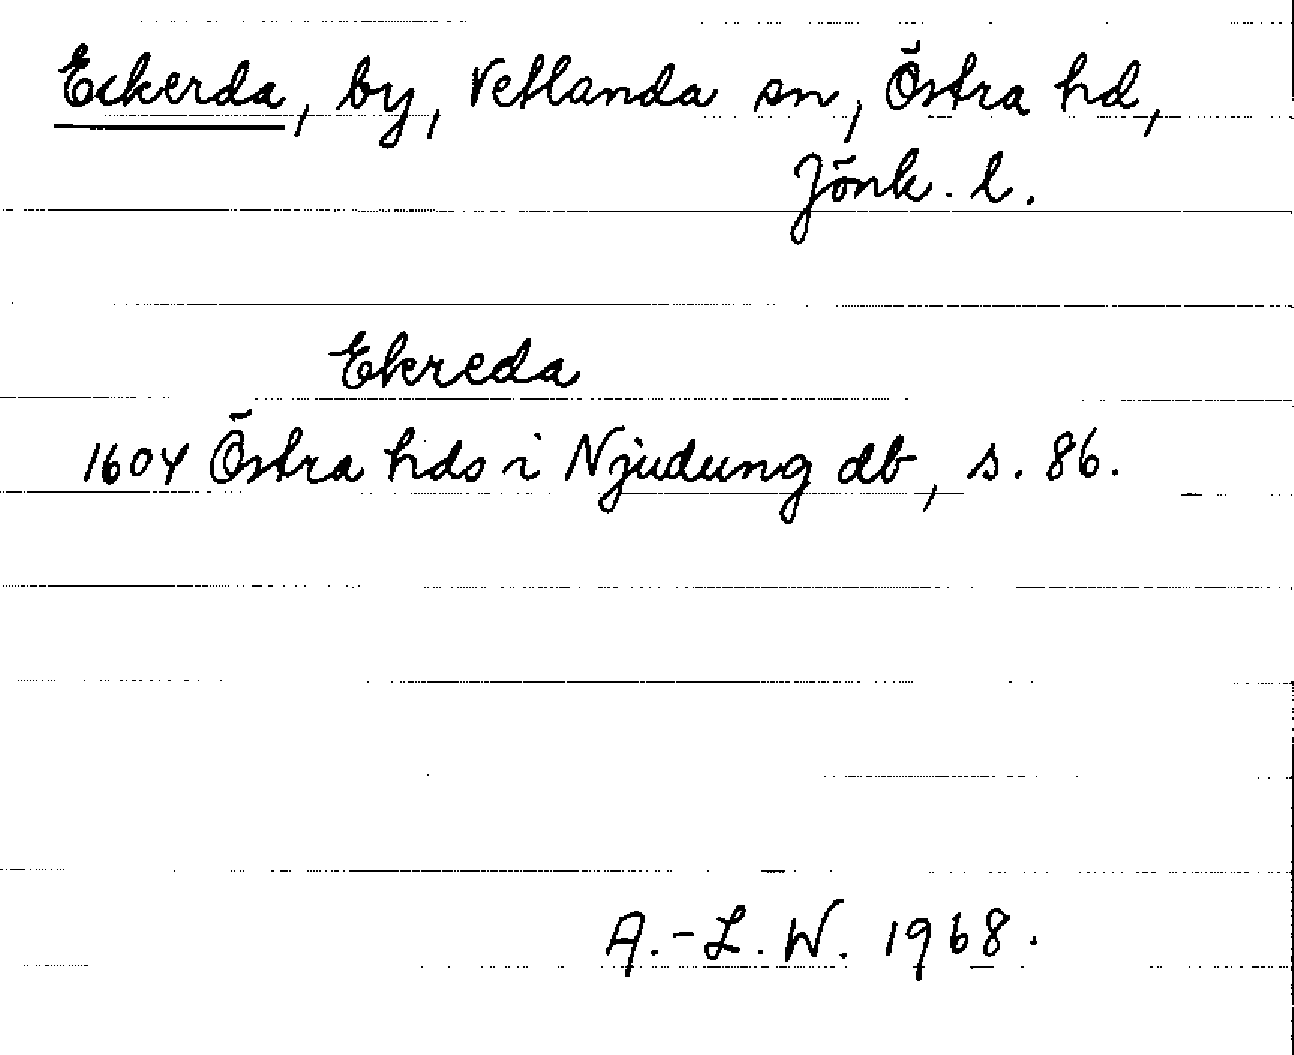 Eckerda, by, Vetlanda sn, Östra hd,
Jönk. l.
Ekreda
1604 Östra hds i Njudung db, s. 86.
A.-L. W. 1968.